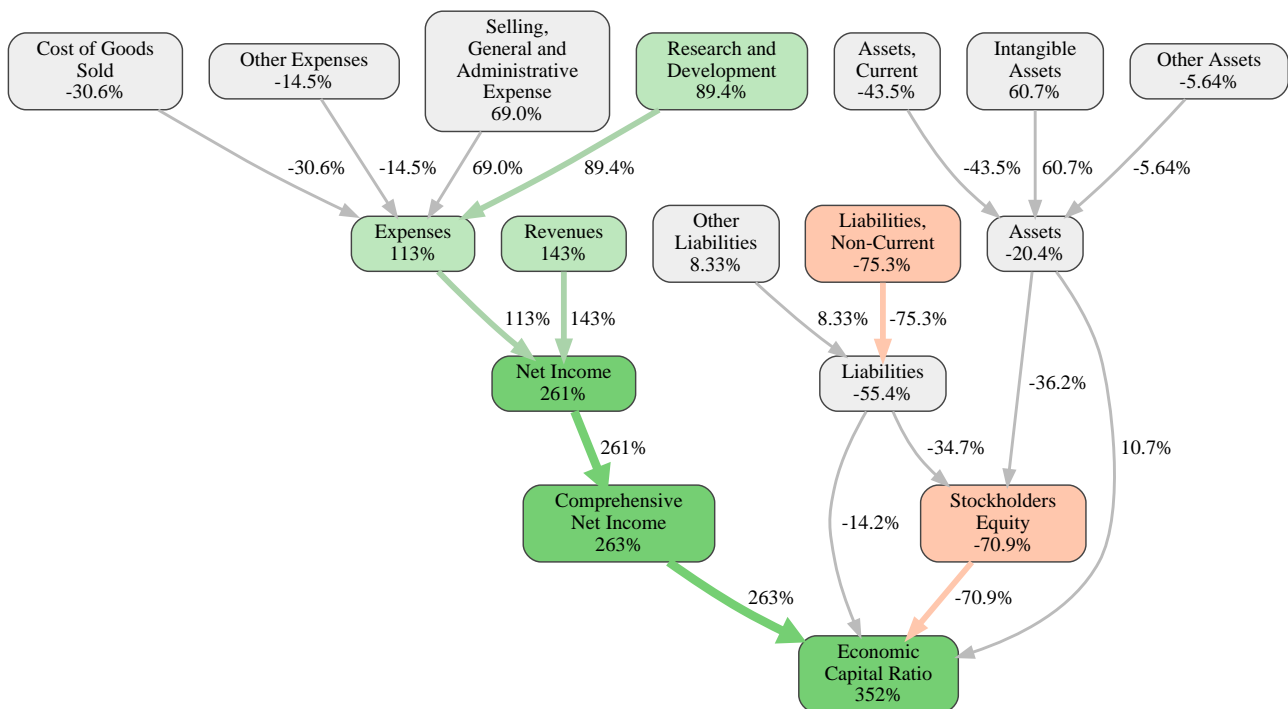 Cost of Goods
Sold
-30.6%
Other Expenses
-14.5%
Selling,
General and
Administrative
Expense
69.0%
Research and
Development
89.4%
Assets,
Current
-43.5%
Intangible
Assets
60.7%
Other Assets
-5.64%
-30.6%
-14.5%
69.0%
89.4%
-43.5%
60.7%
-5.64%
Expenses
113%
Revenues
143%
Other
Liabilities
8.33%
Liabilities,
Non-Current
-75.3%
Assets
-20.4%
113%
143%
8.33%
-75.3%
Net Income
261%
Liabilities
-55.4%
-36.2%
261%
-34.7%
10.7%
Comprehensive
Net Income
263%
-14.2%
Stockholders
Equity
-70.9%
263%
-70.9%
Economic
Capital Ratio
352%